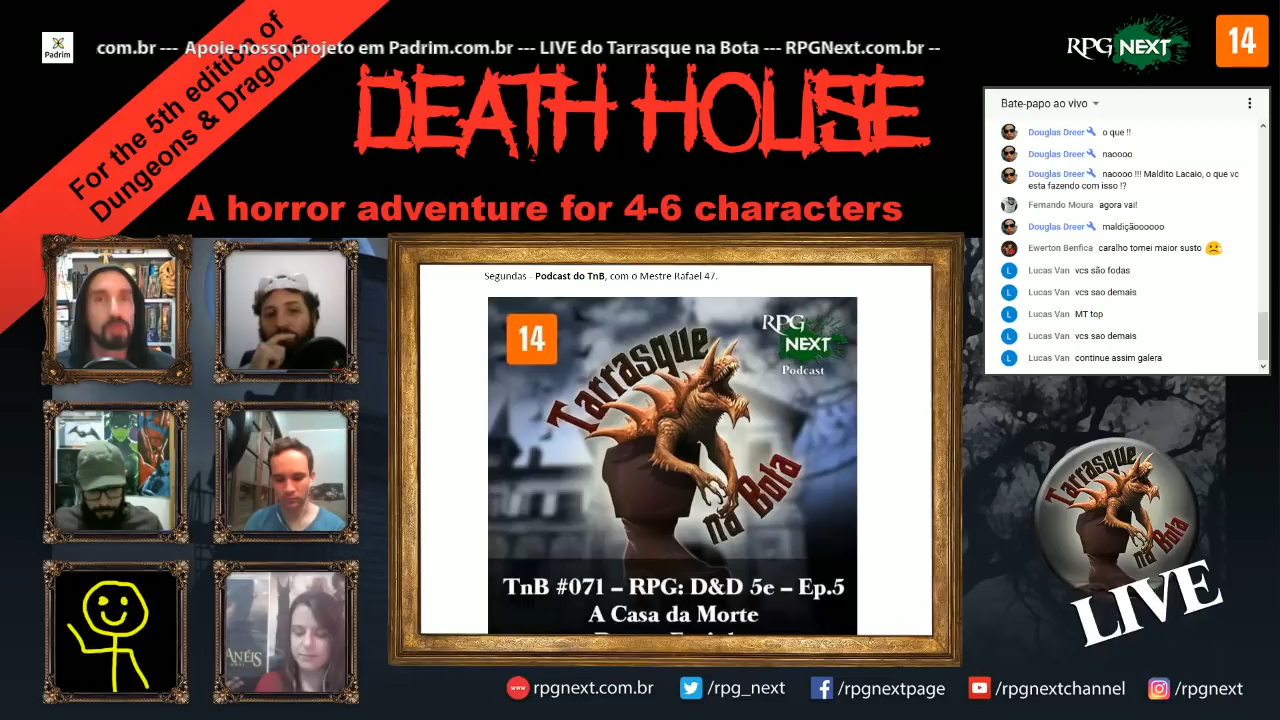 Padrim
com.br --- Apoie nosso projeto em Padrim.com.br --- LIVE do Tarrasque na Bota --- RPGNext.com.br --
RPG NEXT
14
For the 5th edition of
Dungeons & Dragons
DEATH HOUSE
A horror adventure for 4-6 characters
Bate-papo ao vivo
Douglas Dreer o que !!
Douglas Dreer naoooo
Douglas Dreer naoooo !!! Maldito Lacaio, o que vc
esta fazendo com isso !?
Fernando Moura agora vai!
Douglas Dreer maldiçãoooooo
Ewerton Benfica caralho tomei maior susto
L Lucas Van vcs são fodas
L Lucas Van vcs sao demais
L Lucas Van MT top
L Lucas Van vcs sao demais
L Lucas Van continue assim galera
Segundas - Podcast do TnB, com o Mestre Rafael 47.
14
RPG
NEXT
Podcast
Tarrasque
na Bota
TnB #071 – RPG: D&D 5e – Ep.5
A Casa da Morte
ANÉIS
Tarrasque
na Bota
LIVE
www rpgnext.com.br
/rpg_next
/rpgnextpage
/rpgnextchannel
/rpgnext